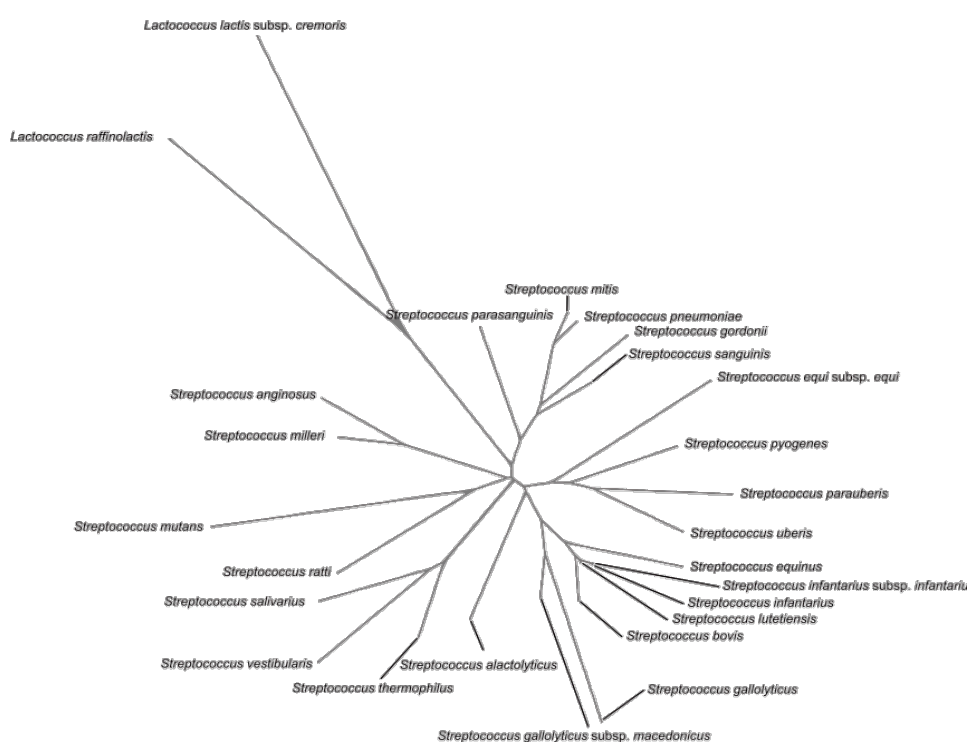 Lactococcus lactis subsp. cremoris
Lactococcus raffinolactis
Streptococcus mitis
Streptococcus parasanguinis
Streptococcus pneumoniae
Streptococcus gordonii
Streptococcus sanguinis
Streptococcus equi subsp. equi
Streptococcus anginosus
Streptococcus milleri
Streptococcus pyogenes
Streptococcus parauberis
Streptococcus mutans
Streptococcus uberis
Streptococcus equinus
Streptococcus ratti
Streptococcus infantarius subsp. infantariu
Streptococcus salivarius
Streptococcus infantarius
Streptococcus lutetiensis
Streptococcus bovis
Streptococcus vestibularis
Streptococcus alactolyticus
Streptococcus thermophilus
Streptococcus gallolyticus
Streptococcus gallolyticus subsp. macedonicus